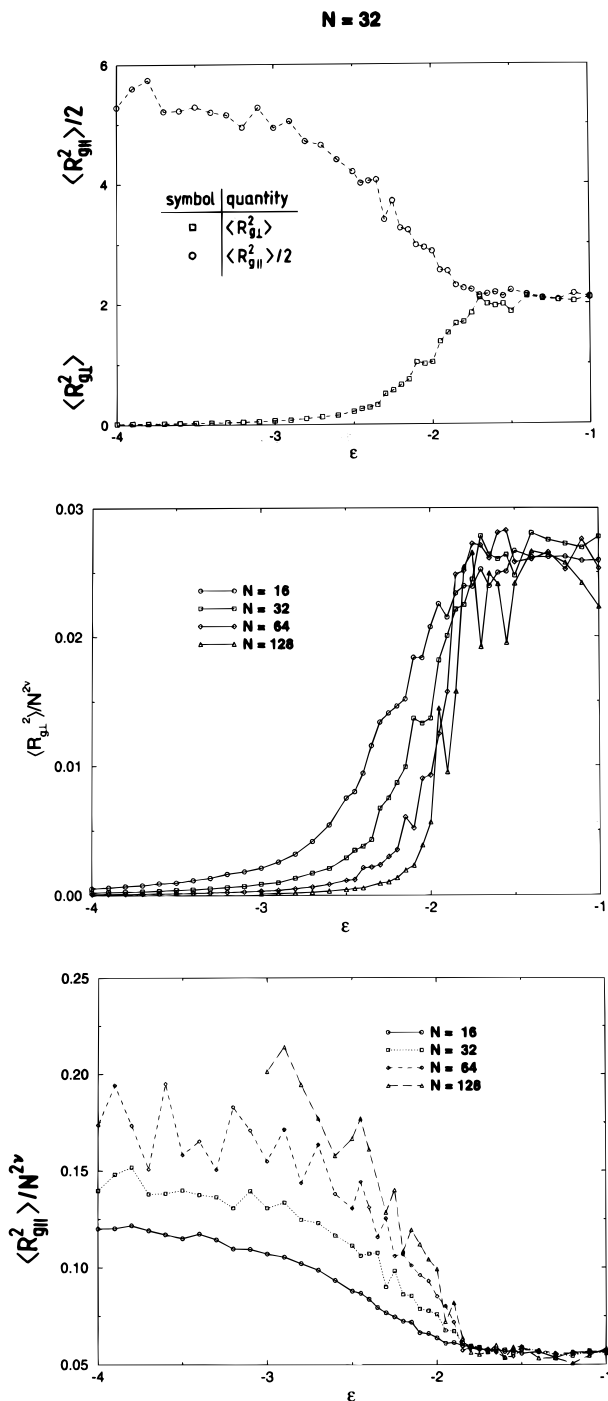 N = 32
6
4
2
0
⟨R²g∥⟩/2
⟨R²g⊥⟩
symbol quantity
⟨R²g⊥⟩
⟨R²g∥⟩/2
-4 -3 -2 -1
ε
0.03
0.02
0.01
0.00
⟨Rg⊥²⟩/N²ν
N = 16
N = 32
N = 64
N = 128
-4 -3 -2 -1
ε
0.25
0.20
0.15
0.10
0.05
⟨R²g∥⟩/N²ν
N = 16
N = 32
N = 64
N = 128
-4 -3 -2 -1
ε